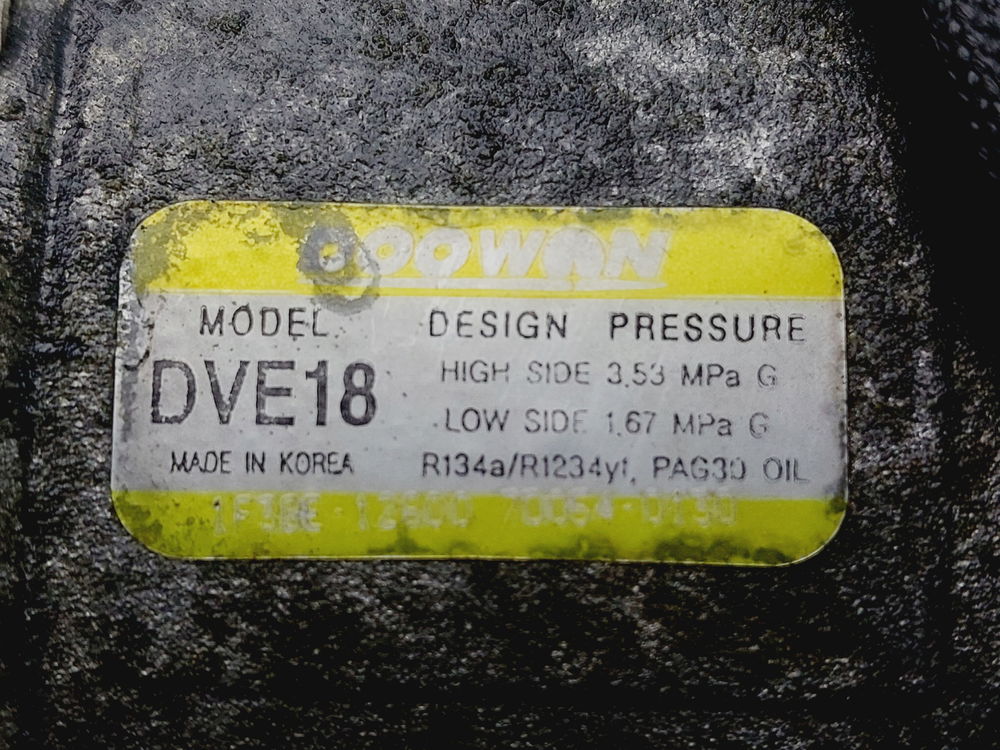 DOOWON
MODEL DESIGN PRESSURE
DVE18 HIGH SIDE 3.53 MPa G
LOW SIDE 1.67 MPa G
MADE IN KOREA R134a/R1234yf, PAG30 OIL